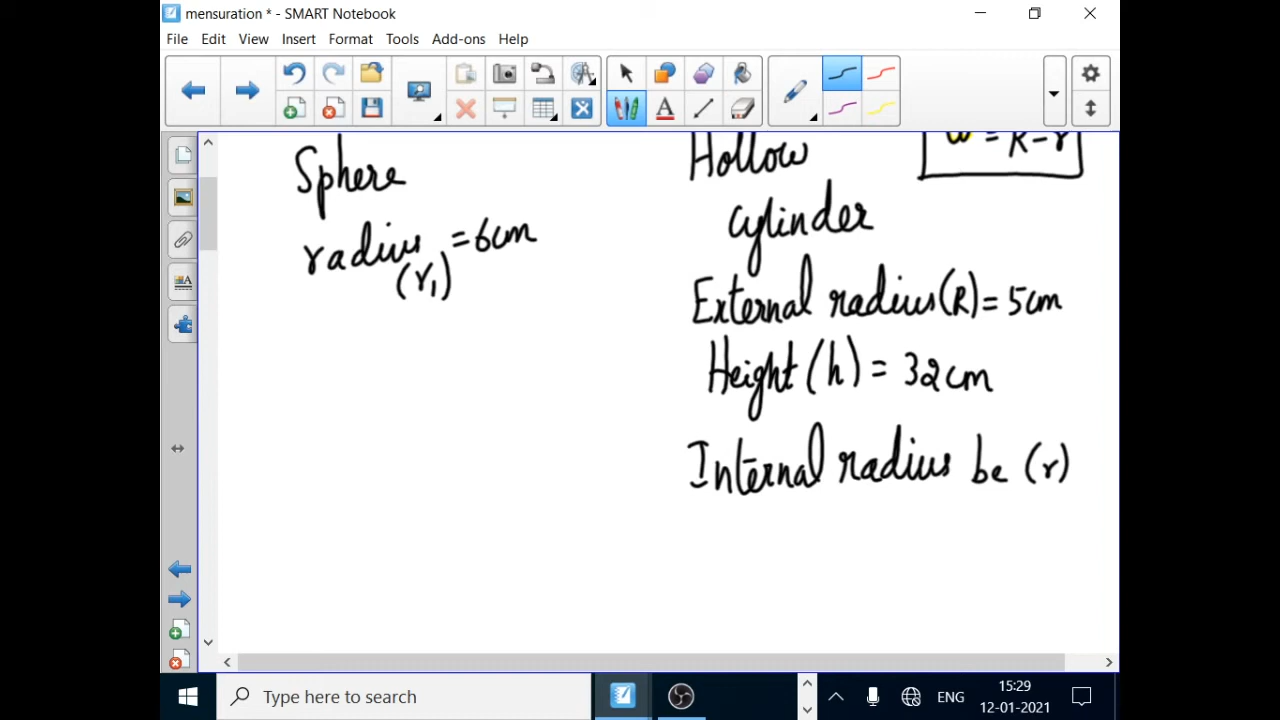 mensuration * - SMART Notebook
File Edit View Insert Format Tools Add-ons Help
Sphere
radius = 6cm
(r₁)
Hollow
cylinder
= R-r
External radius (R) = 5cm
Height (h) = 32cm
Internal radius be (r)
Type here to search
ENG
15:29
12-01-2021